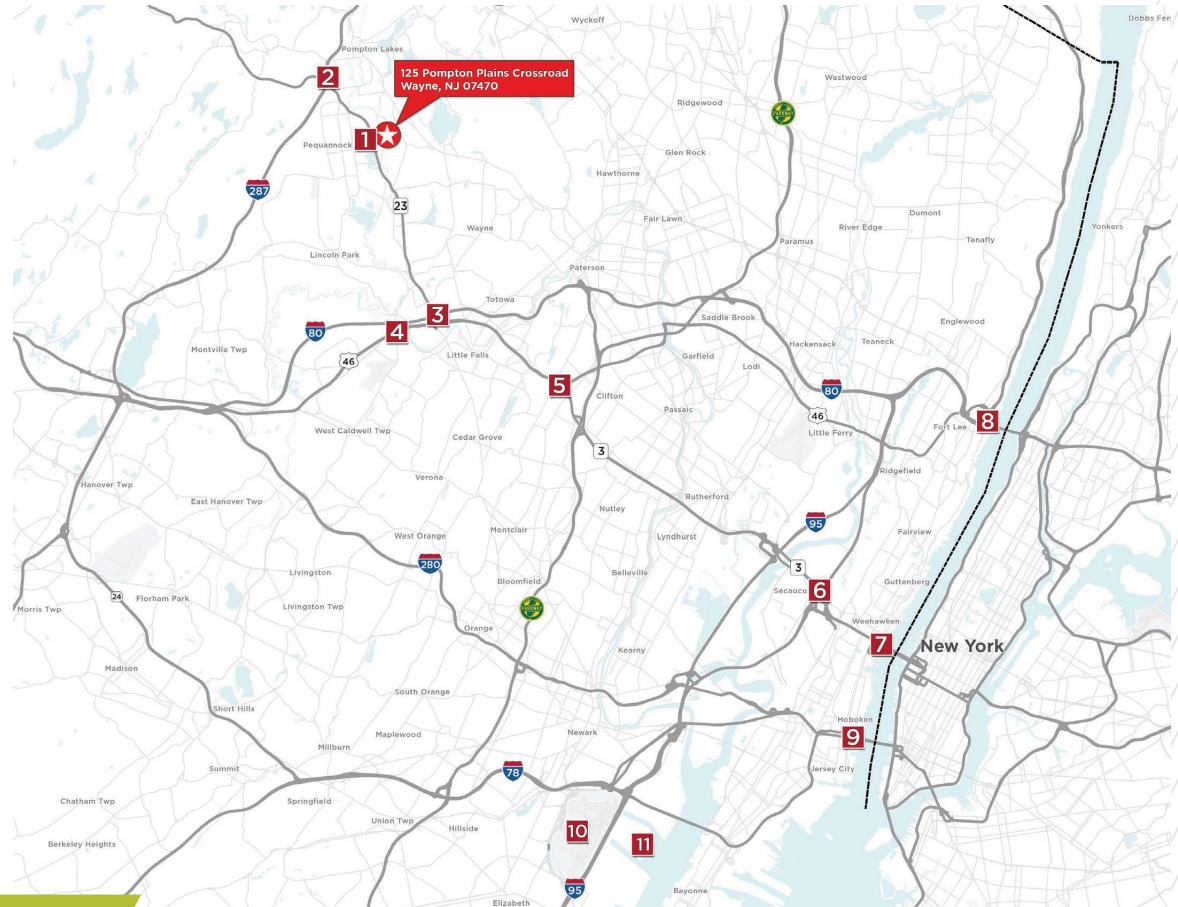 Wyckoff
Dobbs Fer
Pompton Lakes
2
125 Pompton Plains Crossroad
Wayne, NJ 07470
Westwood
Ridgewood
1
Pequannock
Glen Rock
Hawthorne
287
23
Fair Lawn
Dumont
Wayne
River Edge
Yonkers
Paramus
Tenafly
Lincoln Park
Paterson
Totowa
3
Saddle Brook
Englewood
80
4
Hackensack
Teaneck
Montville Twp
46
Little Falls
Garfield
Lodi
5
80
Clifton
Passaic
46
8
West Caldwell Twp
Cedar Grove
Little Ferry
Fort Lee
3
Ridgefield
Verona
Hanover Twp
East Hanover Twp
Rutherford
Nutley
95
Montclair
West Orange
Lyndhurst
Fairview
280
3
Livingston
Bloomfield
Belleville
Guttenberg
Secaucu
6
24
Florham Park
Morris Twp
Livingston Twp
PARKWAY
Weehawken
Orange
7
New York
Kearny
Madison
South Orange
Short Hills
Hoboken
Maplewood
Newark
9
Millburn
Summit
78
Jersey City
Chatham Twp
Springfield
Union Twp
Hillside
10
11
Berkeley Heights
95
Bayonne
Elizabeth